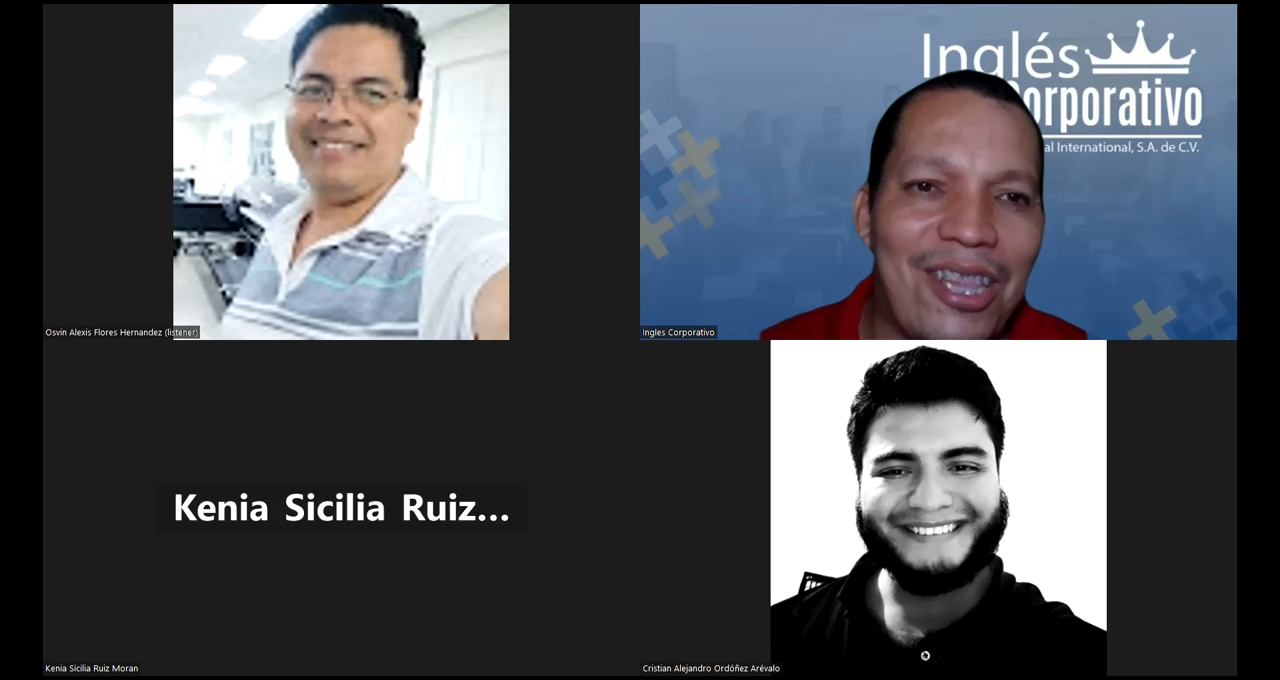 Inglés
orporativo
al International, S.A. de C.V.
Osvin Alexis Flores Hernandez (listener)
Ingles Corporativo
Kenia Sicilia Ruiz...
Kenia Sicilia Ruiz Moran
Cristian Alejandro Ordóñez Arévalo